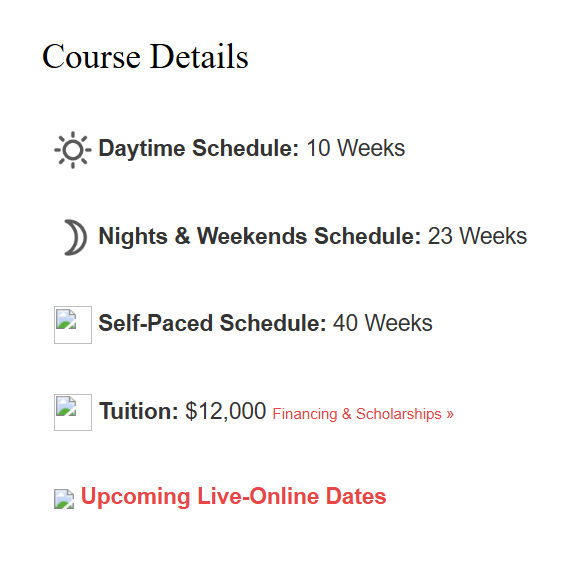 Course Details
Daytime Schedule: 10 Weeks
Nights & Weekends Schedule: 23 Weeks
Self-Paced Schedule: 40 Weeks
Tuition: $12,000 Financing & Scholarships »
Upcoming Live-Online Dates